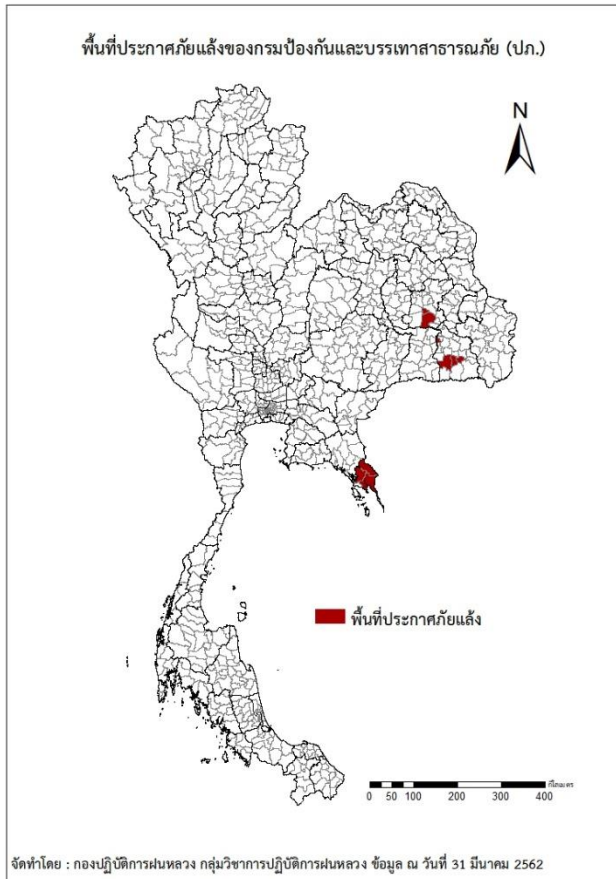 พื้นที่ประกาศภัยแล้งของกรมป้องกันและบรรเทาสาธารณภัย (ปภ.)
N
พื้นที่ประกาศภัยแล้ง
กิโลเมตร
0 50 100 200 300 400
จัดทำโดย : กองปฏิบัติการฝนหลวง กลุ่มวิชาการปฏิบัติการฝนหลวง ข้อมูล ณ วันที่ 31 มีนาคม 2562